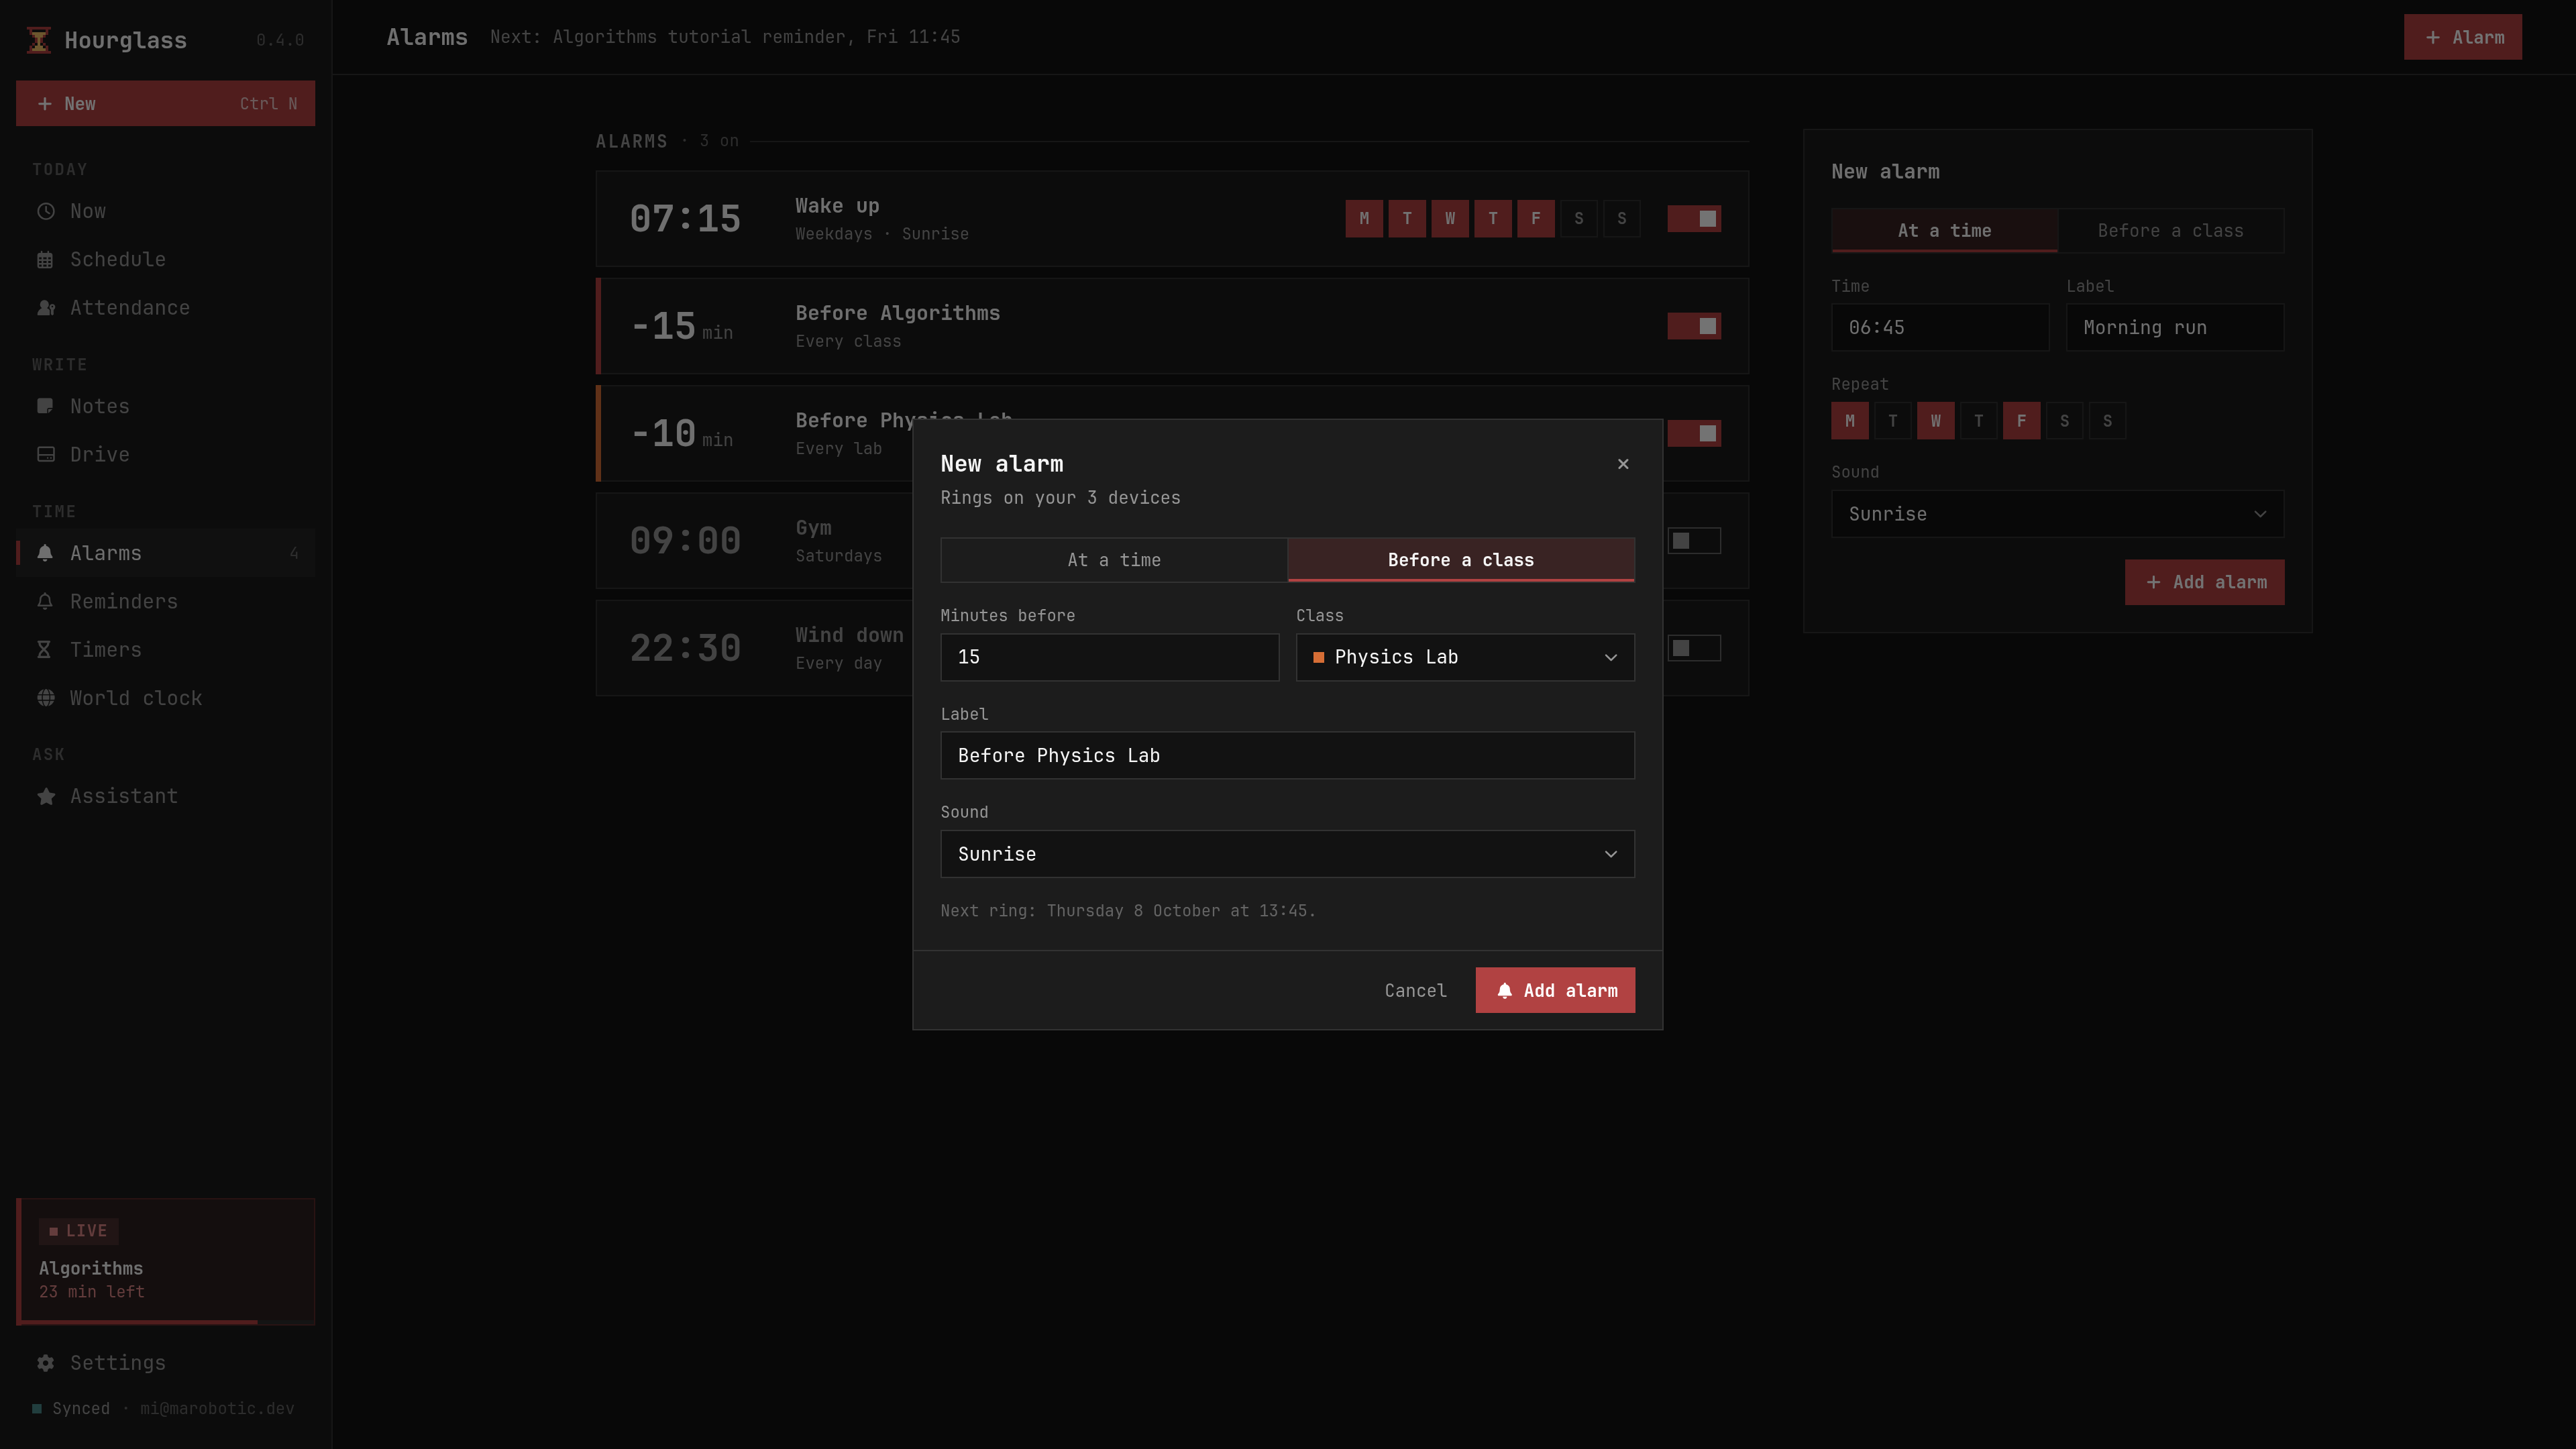 Hourglass 0.4.0
New Ctrl N
TODAY
Now
Schedule
Attendance
WRITE
Notes
Drive
TIME
Alarms 4
Reminders
Timers
World clock
ASK
Assistant
LIVE
Algorithms
23 min left
Settings
Synced · mi@marobotic.dev
Alarms Next: Algorithms tutorial reminder, Fri 11:45
Alarm
ALARMS · 3 on
07:15 Wake up M T W T F S S
Weekdays · Sunrise
-15 min Before Algorithms
Every class
-10 min Before Physics Lab
Every lab
09:00 Gym
Saturdays
22:30 Wind down
Every day
New alarm
At a time Before a class
Time Label
06:45 Morning run
Repeat
M T W T F S S
Sound
Sunrise
Add alarm
New alarm
Rings on your 3 devices
At a time Before a class
Minutes before Class
15 Physics Lab
Label
Before Physics Lab
Sound
Sunrise
Next ring: Thursday 8 October at 13:45.
Cancel Add alarm